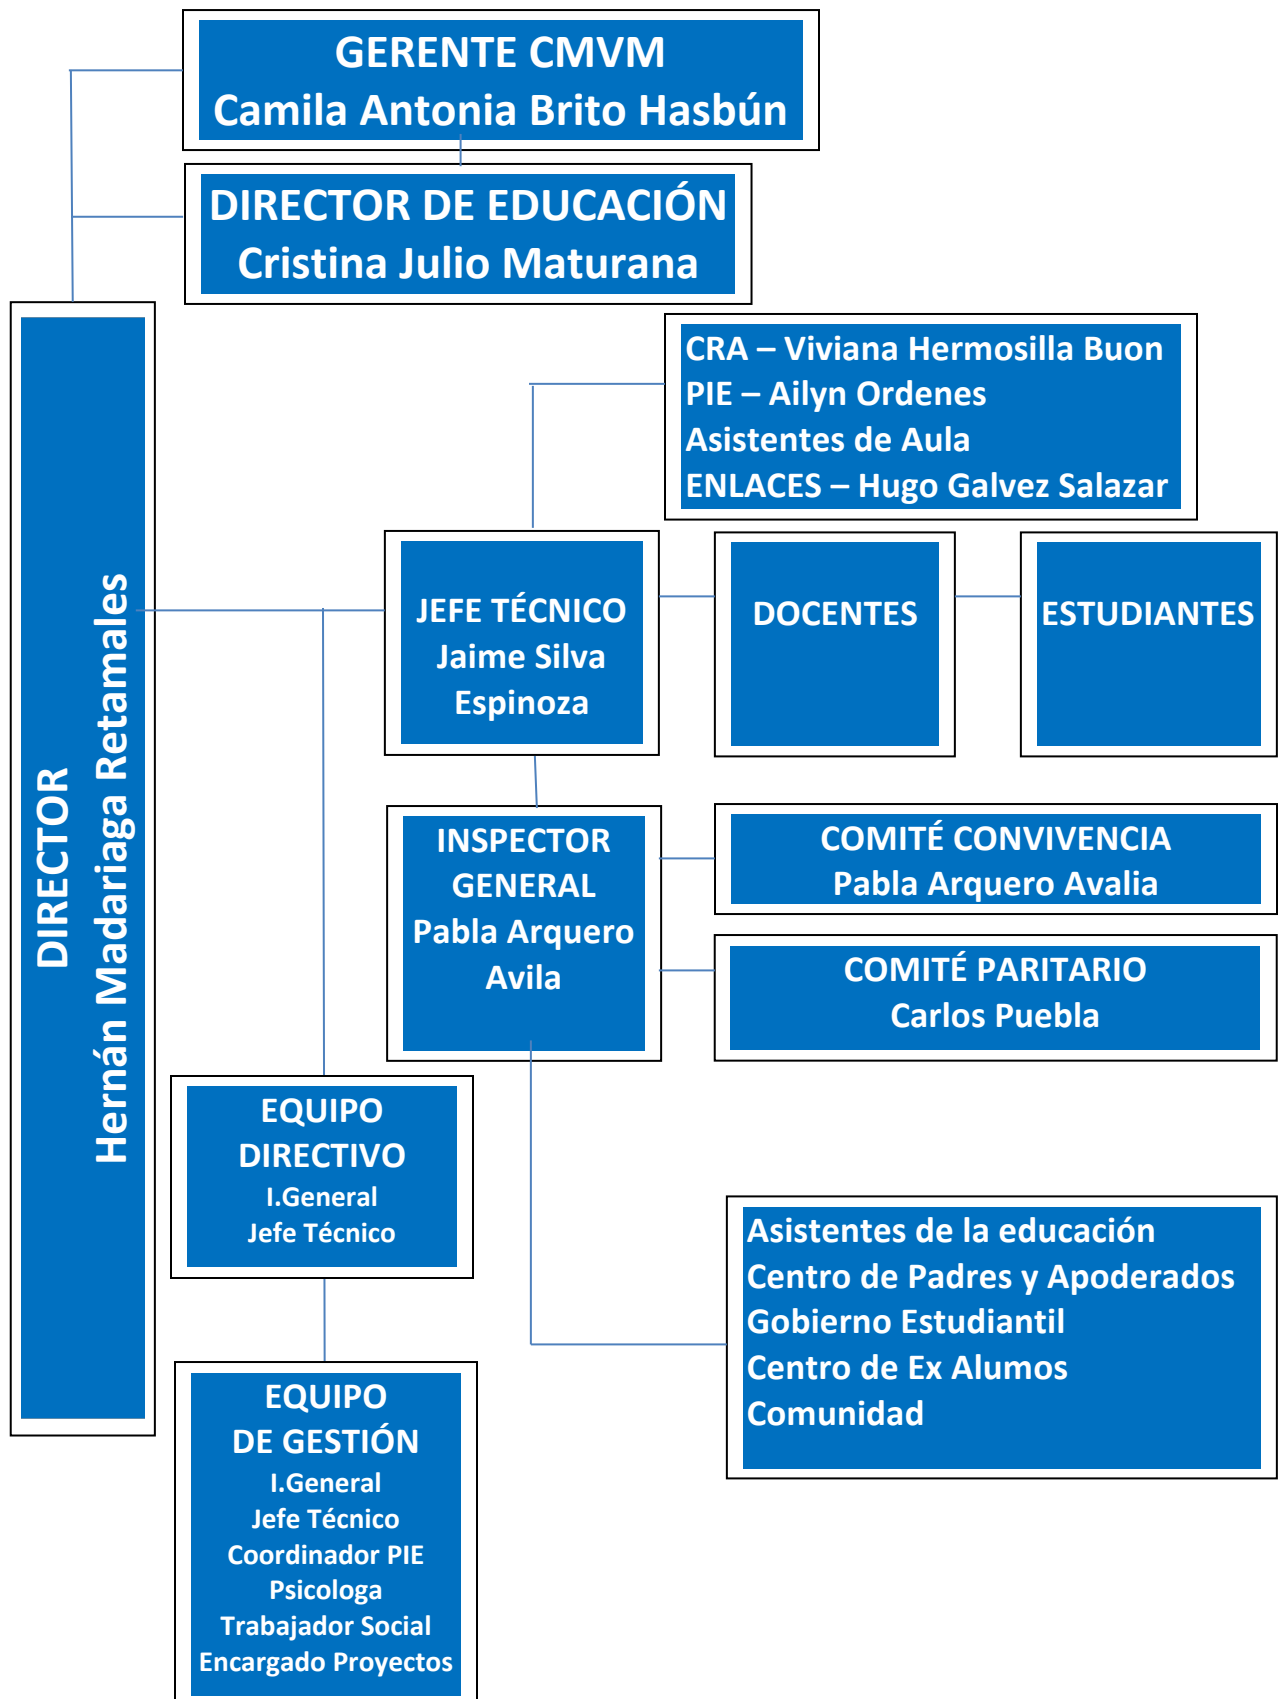 GERENTE CMVM
Camila Antonia Brito Hasbún
DIRECTOR DE EDUCACIÓN
Cristina Julio Maturana
DIRECTOR
Hernán Madariaga Retamales
CRA – Viviana Hermosilla Buon
PIE – Ailyn Ordenes
Asistentes de Aula
ENLACES – Hugo Galvez Salazar
JEFE TÉCNICO
Jaime Silva
Espinoza
DOCENTES
ESTUDIANTES
INSPECTOR
GENERAL
Pabla Arquero
Avila
COMITÉ CONVIVENCIA
Pabla Arquero Avalia
COMITÉ PARITARIO
Carlos Puebla
EQUIPO
DIRECTIVO
I.General
Jefe Técnico
Asistentes de la educación
Centro de Padres y Apoderados
Gobierno Estudiantil
Centro de Ex Alumos
Comunidad
EQUIPO
DE GESTIÓN
I.General
Jefe Técnico
Coordinador PIE
Psicologa
Trabajador Social
Encargado Proyectos